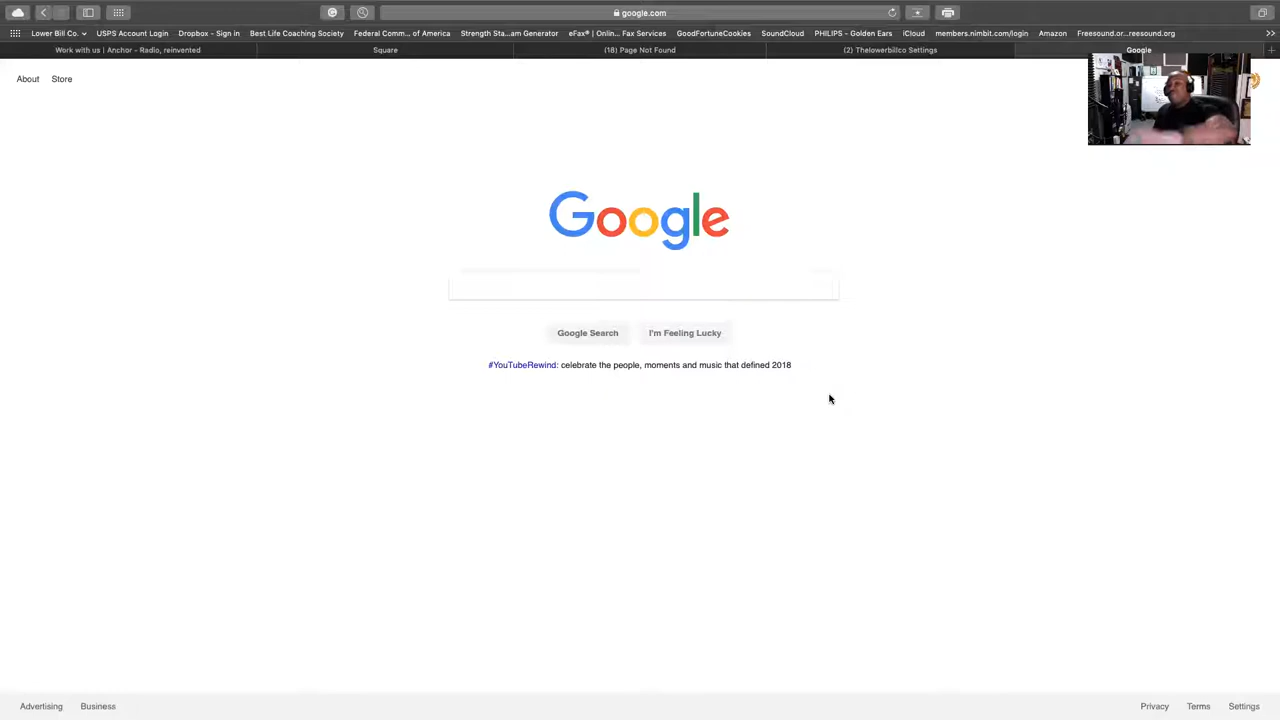 google.com
Lower Bill Co.
USPS Account Login
Dropbox - Sign in
Best Life Coaching Society
Federal Comm... of America
Strength Sta...am Generator
eFax® | Onlin... Fax Services
GoodFortuneCookies
SoundCloud
PHILIPS - Golden Ears
iCloud
members.nimbit.com/login
Amazon
Freesound.or...reesound.org
>>
Work with us | Anchor - Radio, reinvented
Square
(18) Page Not Found
(2) Thelowerbillco Settings
Google
About
Store
Google
Google Search
I'm Feeling Lucky
#YouTubeRewind: celebrate the people, moments and music that defined 2018
Advertising
Business
Privacy
Terms
Settings